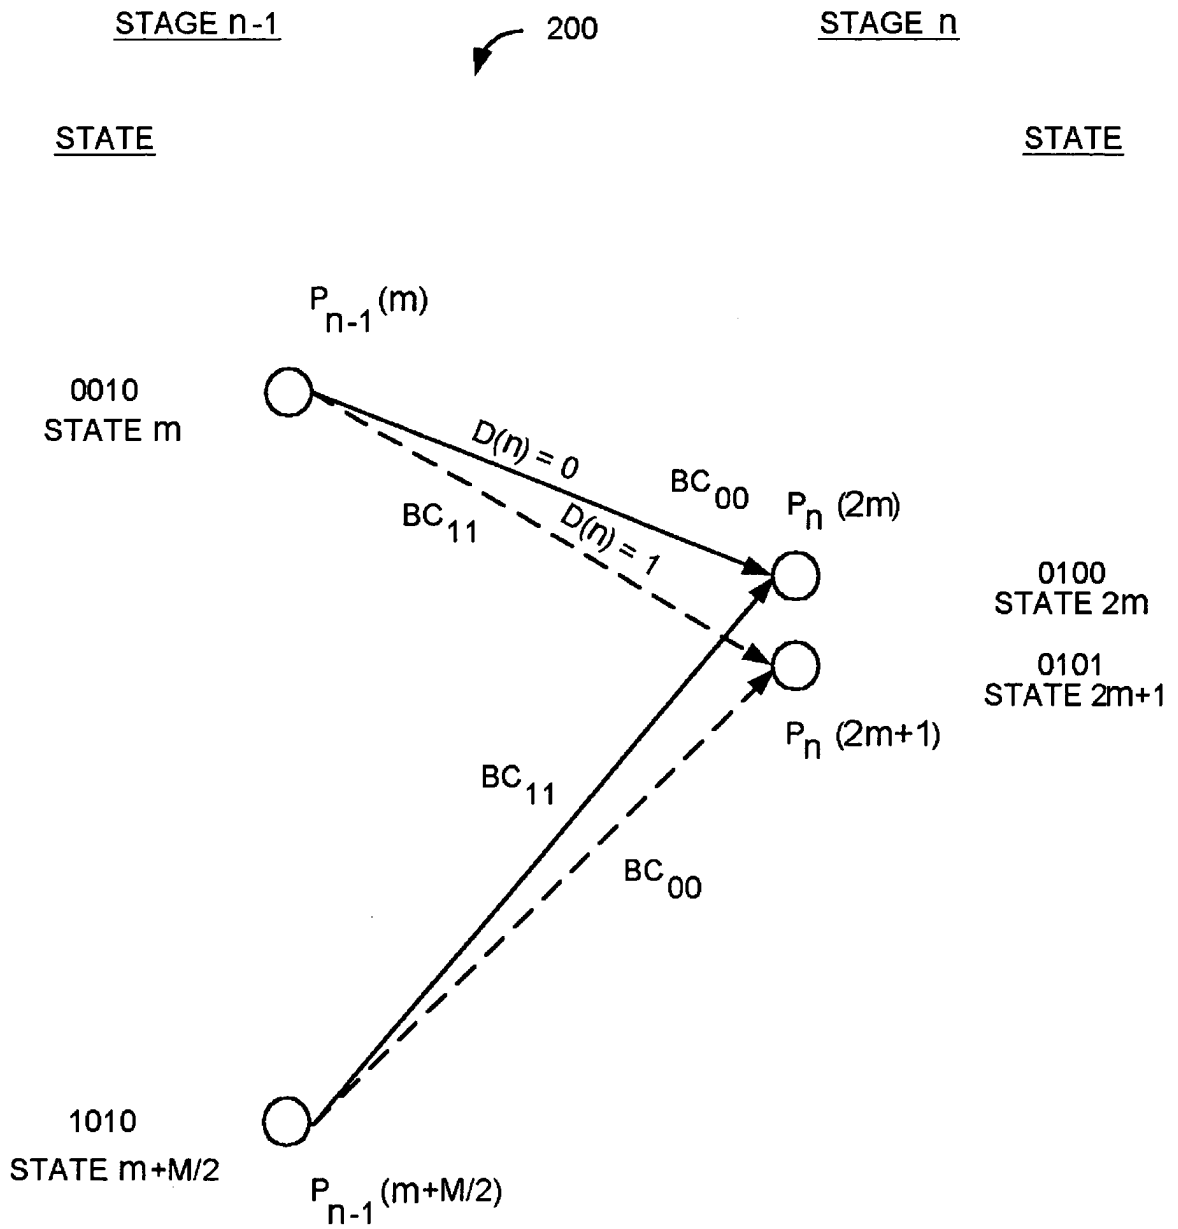 STAGE n-1
200
STAGE n
STATE
STATE
Pn-1(m)
0010
STATE m
D(n) = 0
BC00
Pn (2m)
BC11
D(n) = 1
0100
STATE 2m
0101
STATE 2m+1
Pn (2m+1)
BC11
BC00
1010
STATE m+M/2
Pn-1(m+M/2)